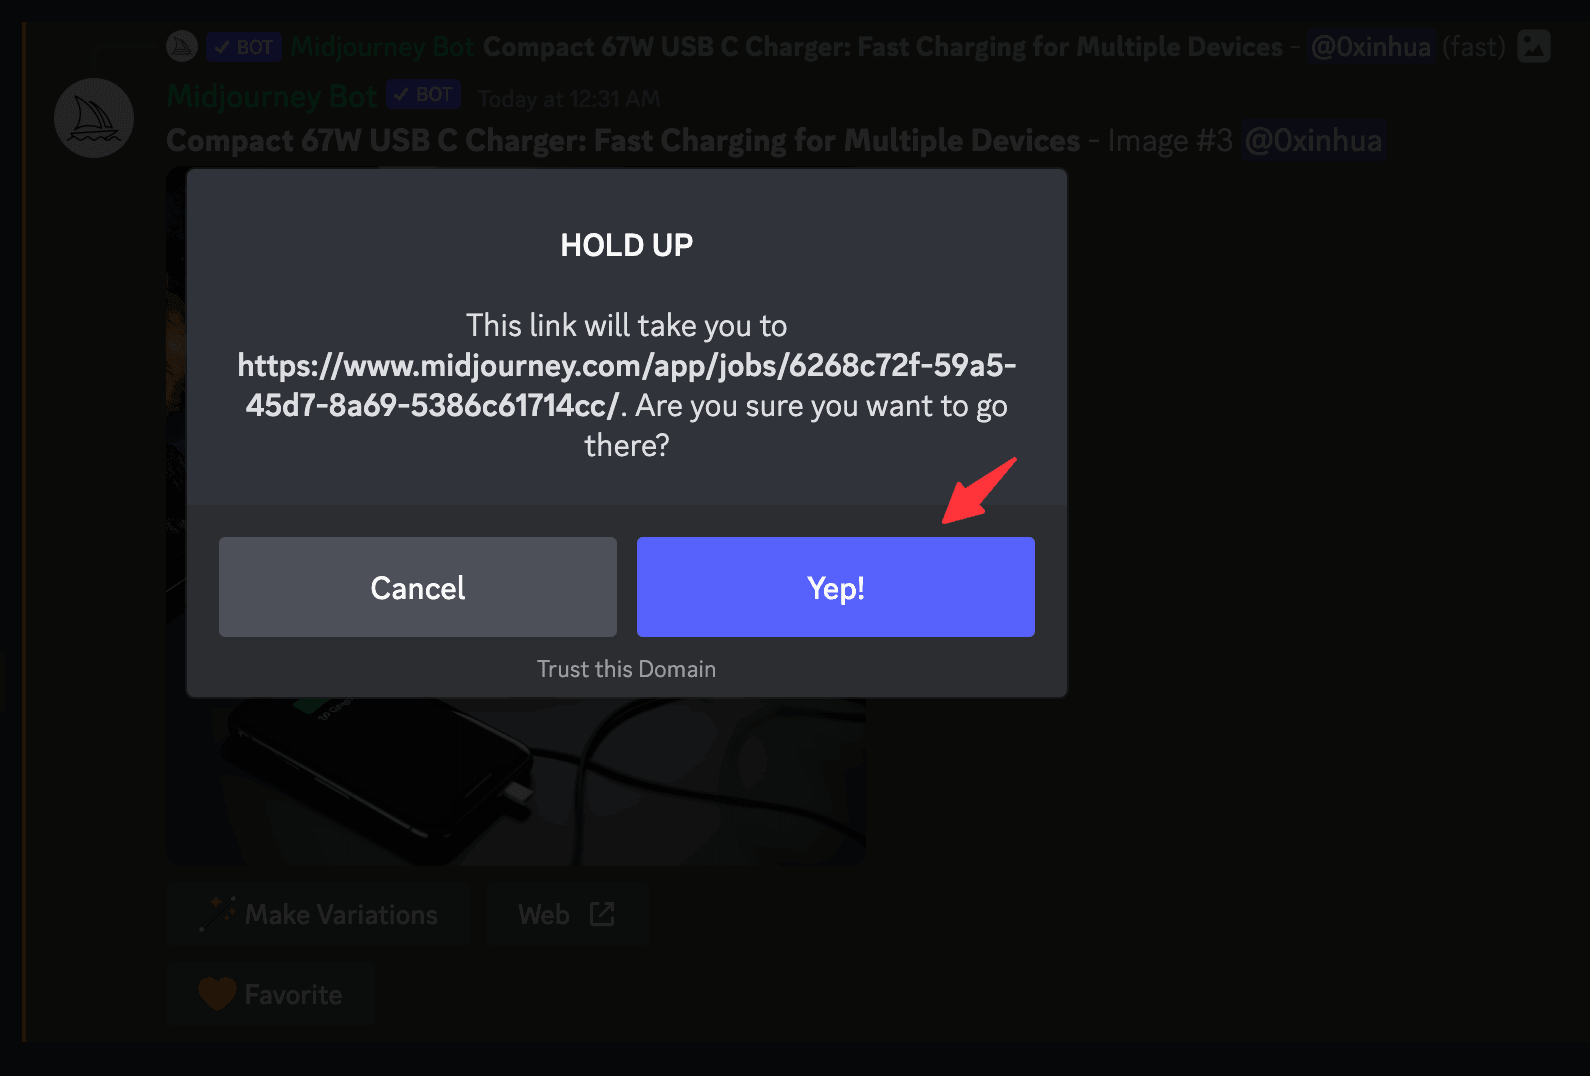 BOT Midjourney Bot Compact 67W USB C Charger: Fast Charging for Multiple Devices - @0xinhua (fast)
Midjourney Bot BOT Today at 12:31 AM
Compact 67W USB C Charger: Fast Charging for Multiple Devices - Image #3 @0xinhua
HOLD UP
This link will take you to
https://www.midjourney.com/app/jobs/6268c72f-59a5-
45d7-8a69-5386c61714cc/. Are you sure you want to go
there?
Cancel
Yep!
Trust this Domain
Make Variations
Web
Favorite